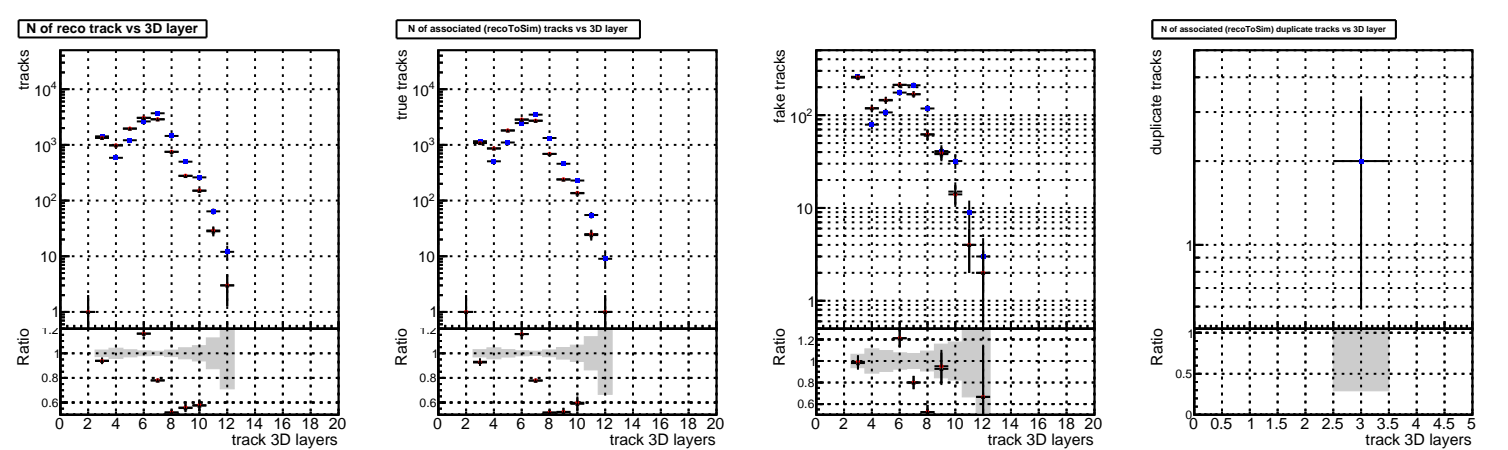 N of reco track vs 3D layer
tracks
10^4
10^3
10^2
10
1
Ratio
1.2
1
0.8
0.6
0 2 4 6 8 10 12 14 16 18 20
track 3D layers
N of associated (recoToSim) tracks vs 3D layer
true tracks
10^4
10^3
10^2
10
1
Ratio
1.2
1
0.8
0.6
0 2 4 6 8 10 12 14 16 18 20
track 3D layers
fake tracks
10^2
10
1
Ratio
1.2
1
0.8
0.6
0 2 4 6 8 10 12 14 16 18 20
track 3D layers
N of associated (recoToSim) duplicate tracks vs 3D layer
duplicate tracks
1
Ratio
1
0.5
0
0 0.5 1 1.5 2 2.5 3 3.5 4 4.5 5
track 3D layers